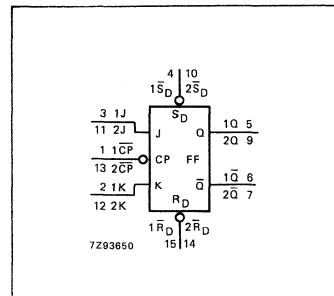 4 10
1S̅D 2S̅D
SD
3 1J
11 2J
J
Q
1Q 5
2Q 9
1 1C̅P̅
13 2C̅P̅
CP FF
2 1K
12 2K
K
Q̅
1Q̅ 6
2Q̅ 7
RD
1R̅D 2R̅D
15 14
7Z93650